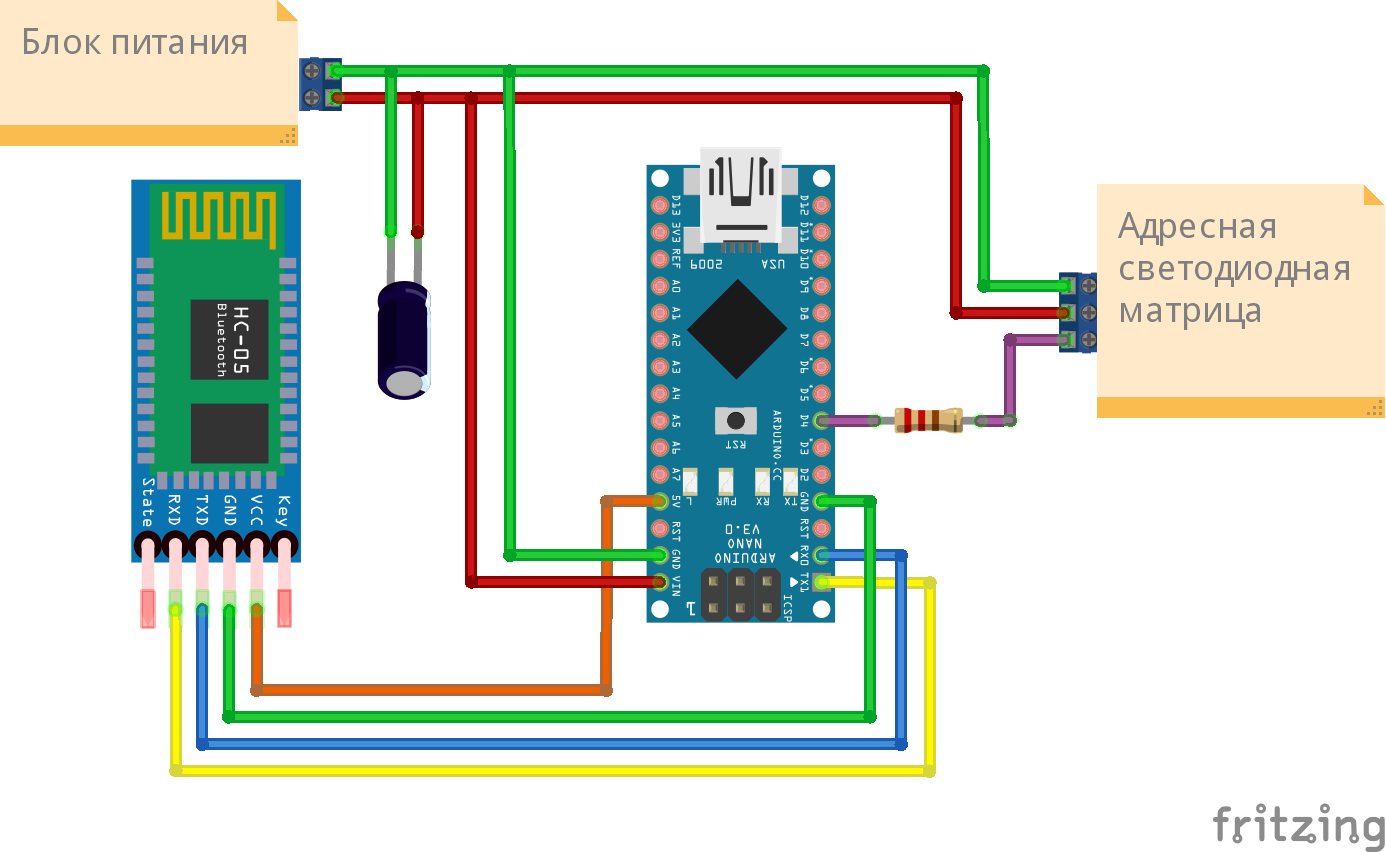 Блок питания
HC-05
Bluetooth
State
RXD
TXD
GND
VCC
Key
D13
3V3
REF
A0
A1
A2
A3
A4
A5
A6
A7
5V
RST
GND
VIN
D12
D11
D10
D9
D8
D7
D6
D5
D4
D3
D2
GND
RST
RX0
TX1
USA
2009
RST
ARDUINO.CC
L
PWR
RX
TX
ARDUINO
NANO
V3.0
1
ICSP
Адресная
светодиодная
матрица
fritzing